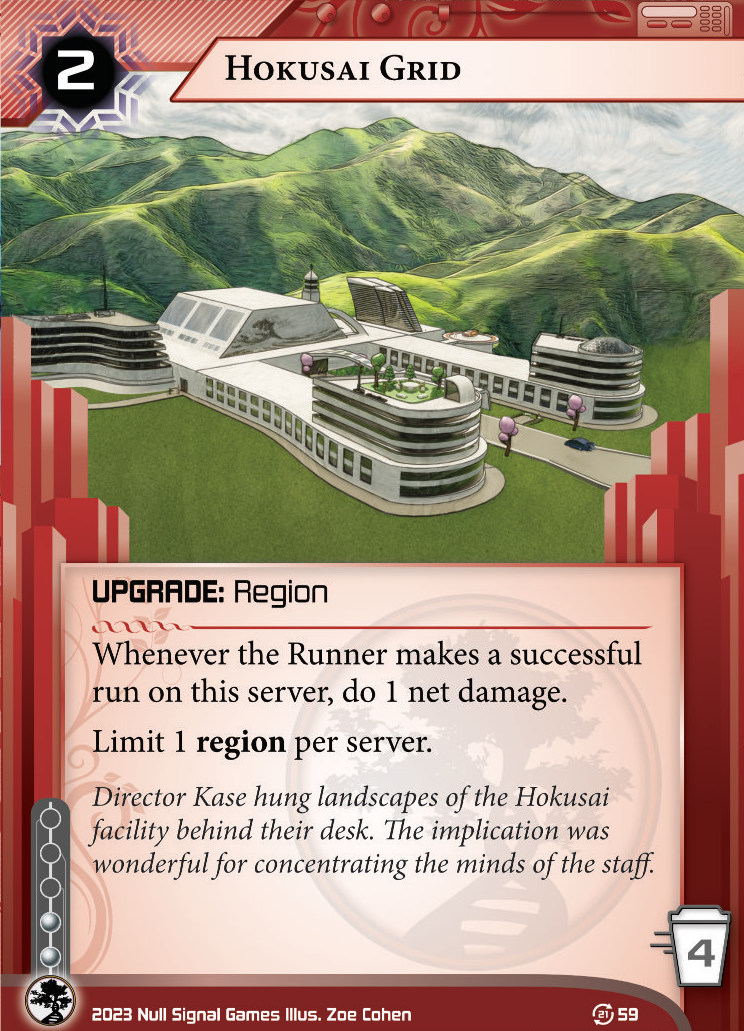 2
Hokusai Grid
UPGRADE: Region
Whenever the Runner makes a successful
run on this server, do 1 net damage.
Limit 1 region per server.
Director Kase hung landscapes of the Hokusai
facility behind their desk. The implication was
wonderful for concentrating the minds of the staff.
4
2023 Null Signal Games Illus. Zoe Cohen
21 59